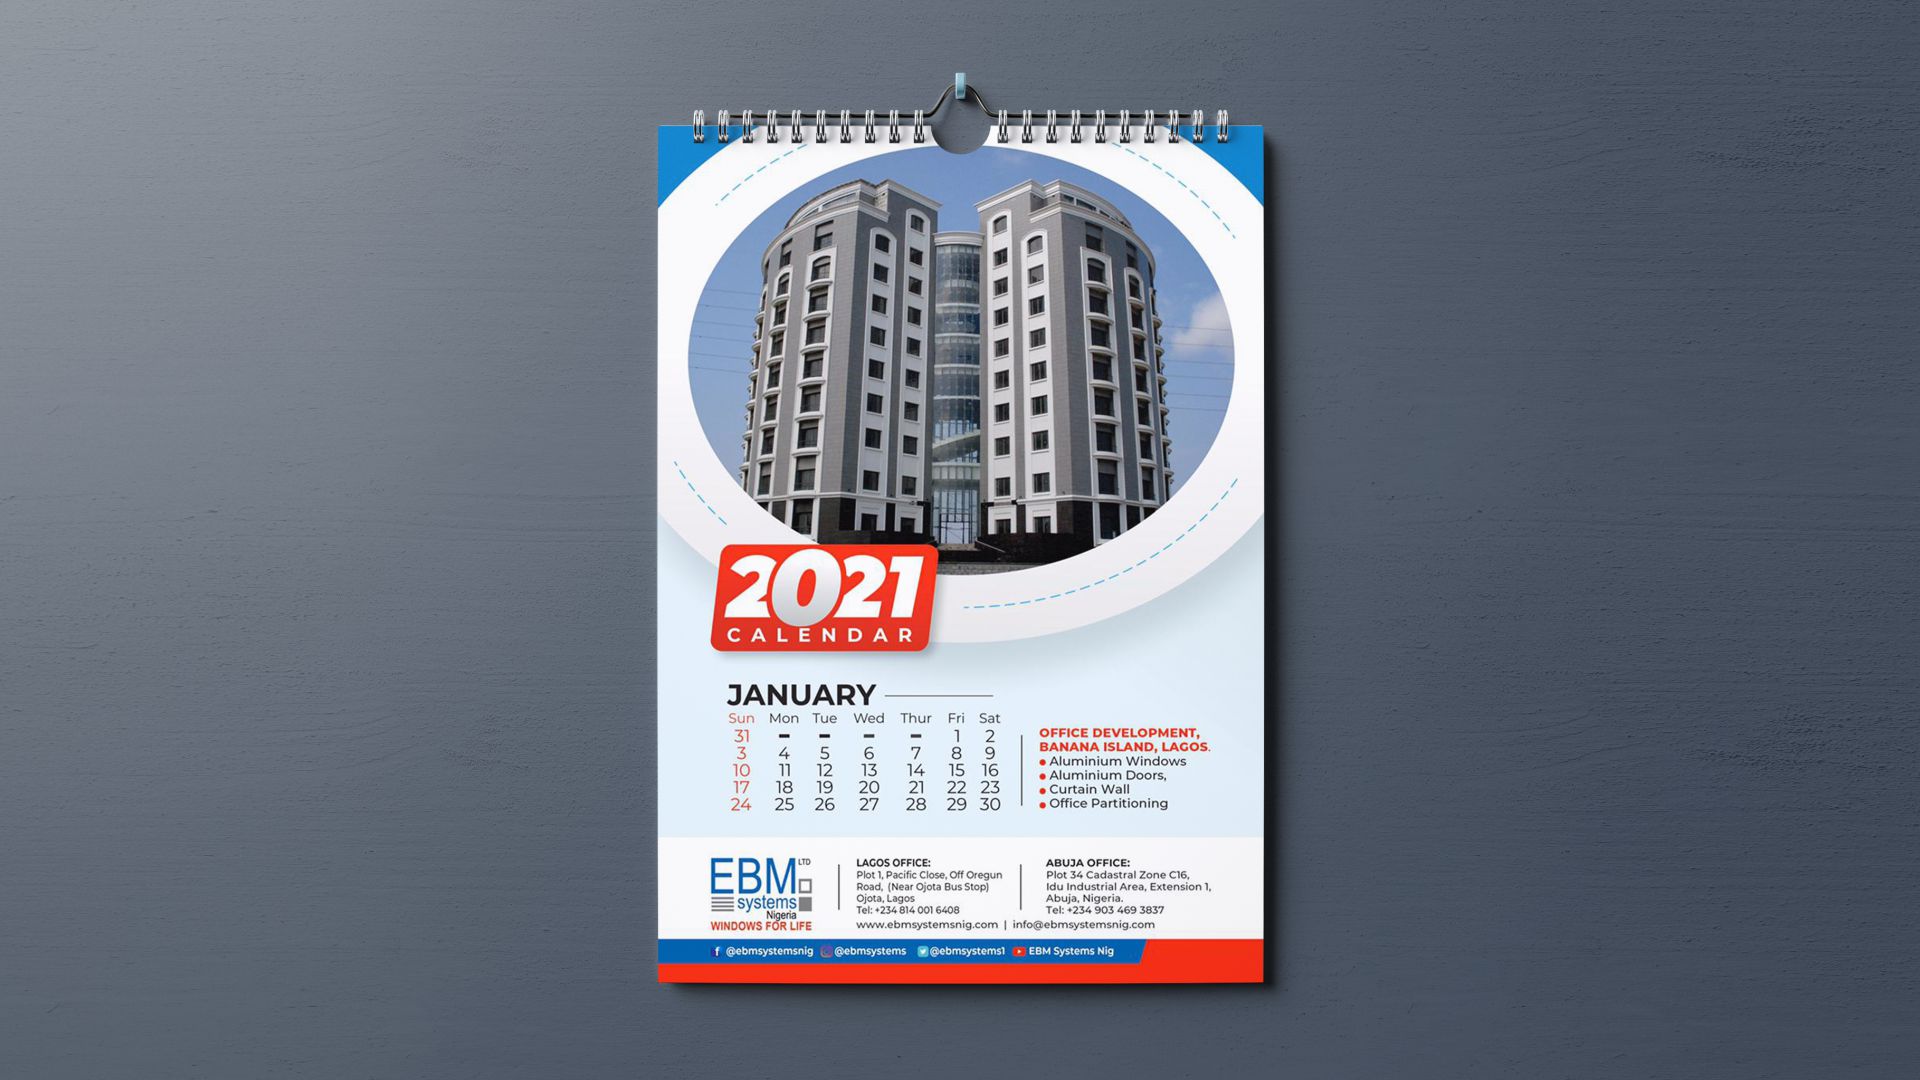 2021
CALENDAR
JANUARY
Sun Mon Tue Wed Thur Fri Sat
31 - - - - 1 2
3 4 5 6 7 8 9
10 11 12 13 14 15 16
17 18 19 20 21 22 23
24 25 26 27 28 29 30
OFFICE DEVELOPMENT,
BANANA ISLAND, LAGOS.
• Aluminium Windows
• Aluminium Doors,
• Curtain Wall
• Office Partitioning
EBM LTD
systems
Nigeria
WINDOWS FOR LIFE
LAGOS OFFICE:
Plot 1, Pacific Close, Off Oregun
Road, (Near Ojota Bus Stop)
Ojota, Lagos
Tel: +234 814 001 6408
ABUJA OFFICE:
Plot 34 Cadastral Zone C16,
Idu Industrial Area, Extension 1,
Abuja, Nigeria.
Tel: +234 903 469 3837
www.ebmsystemsnig.com | info@ebmsystemsnig.com
f @ebmsystemsnig @ebmsystems @ebmsystems1 EBM Systems Nig